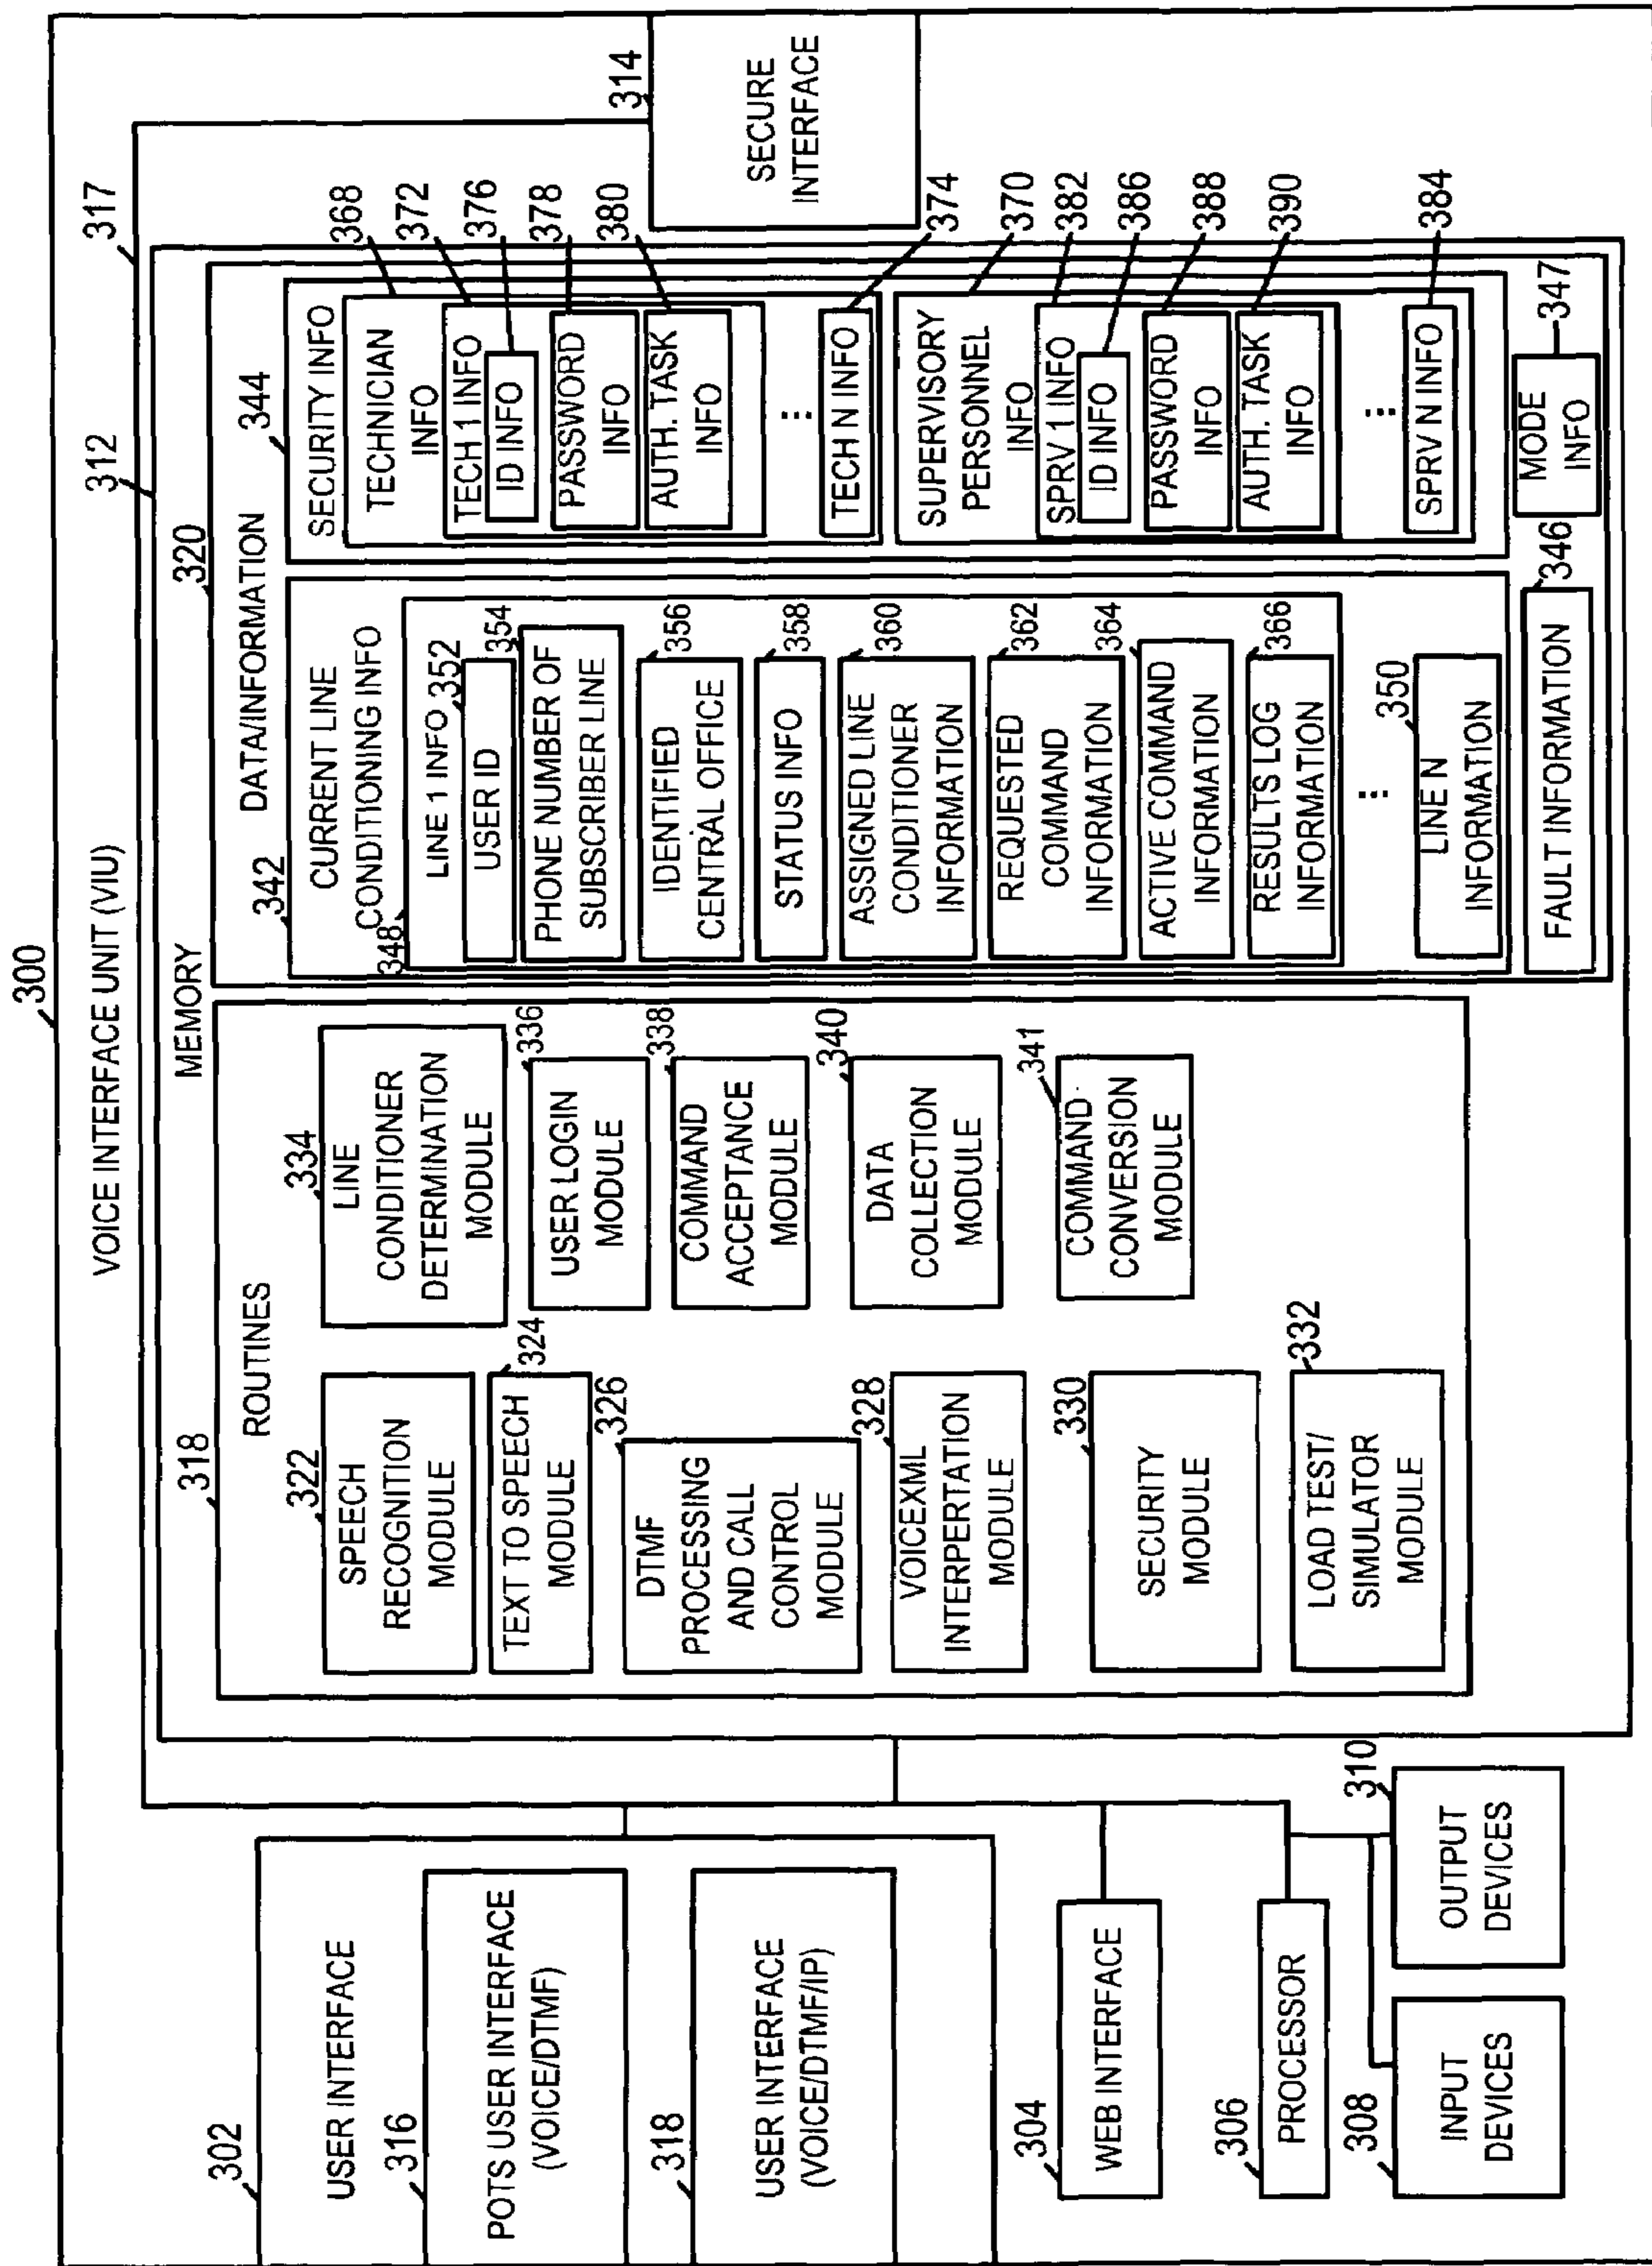 300
VOICE INTERFACE UNIT (VIU)
302
USER INTERFACE
316
POTS USER INTERFACE
(VOICE/DTMF)
318
USER INTERFACE
(VOICE/DTMF/IP)
304
WEB INTERFACE
306
PROCESSOR
308
INPUT
DEVICES
310
OUTPUT
DEVICES
312
317
314
SECURE
INTERFACE
MEMORY
318
ROUTINES
322
SPEECH
RECOGNITION
MODULE
324
TEXT TO SPEECH
MODULE
326
DTMF
PROCESSING
AND CALL
CONTROL
MODULE
328
VOICEXML
INTERPERTATION
MODULE
330
SECURITY
MODULE
332
LOAD TEST/
SIMULATOR
MODULE
334
LINE
CONDITIONER
DETERMINATION
MODULE
336
USER LOGIN
MODULE
338
COMMAND
ACCEPTANCE
MODULE
340
DATA
COLLECTION
MODULE
341
COMMAND
CONVERSION
MODULE
320
DATA/INFORMATION
342
CURRENT LINE
CONDITIONING INFO
348
LINE 1 INFO
352
USER ID
354
PHONE NUMBER OF
SUBSCRIBER LINE
356
IDENTIFIED
CENTRAL OFFICE
358
STATUS INFO
360
ASSIGNED LINE
CONDITIONER
INFORMATION
362
REQUESTED
COMMAND
INFORMATION
364
ACTIVE COMMAND
INFORMATION
366
RESULTS LOG
INFORMATION
...
350
LINE N
INFORMATION
346
FAULT INFORMATION
344
SECURITY INFO
368
TECHNICIAN
INFO
372
TECH 1 INFO
376
ID INFO
378
PASSWORD
INFO
380
AUTH. TASK
INFO
...
374
TECH N INFO
370
SUPERVISORY
PERSONNEL
INFO
382
SPRV 1 INFO
386
ID INFO
388
PASSWORD
INFO
390
AUTH. TASK
INFO
...
384
SPRV N INFO
347
MODE
INFO